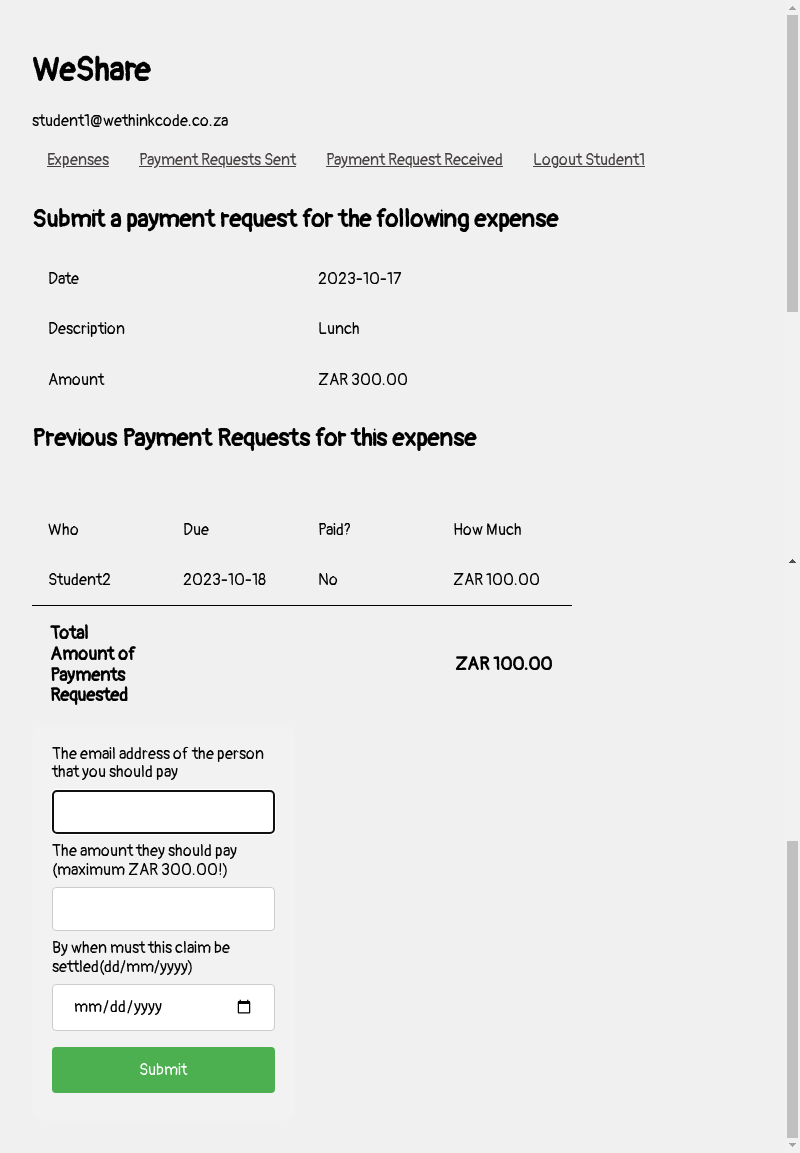 WeShare
student1@wethinkcode.co.za
Expenses Payment Requests Sent Payment Request Received Logout Student1
Submit a payment request for the following expense
Date 2023-10-17
Description Lunch
Amount ZAR 300.00
Previous Payment Requests for this expense
Who Due Paid? How Much
Student2 2023-10-18 No ZAR 100.00
Total
Amount of
Payments
Requested
ZAR 100.00
The email address of the person
that you should pay
The amount they should pay
(maximum ZAR 300.00!)
By when must this claim be
settled(dd/mm/yyyy)
mm/dd/yyyy
Submit